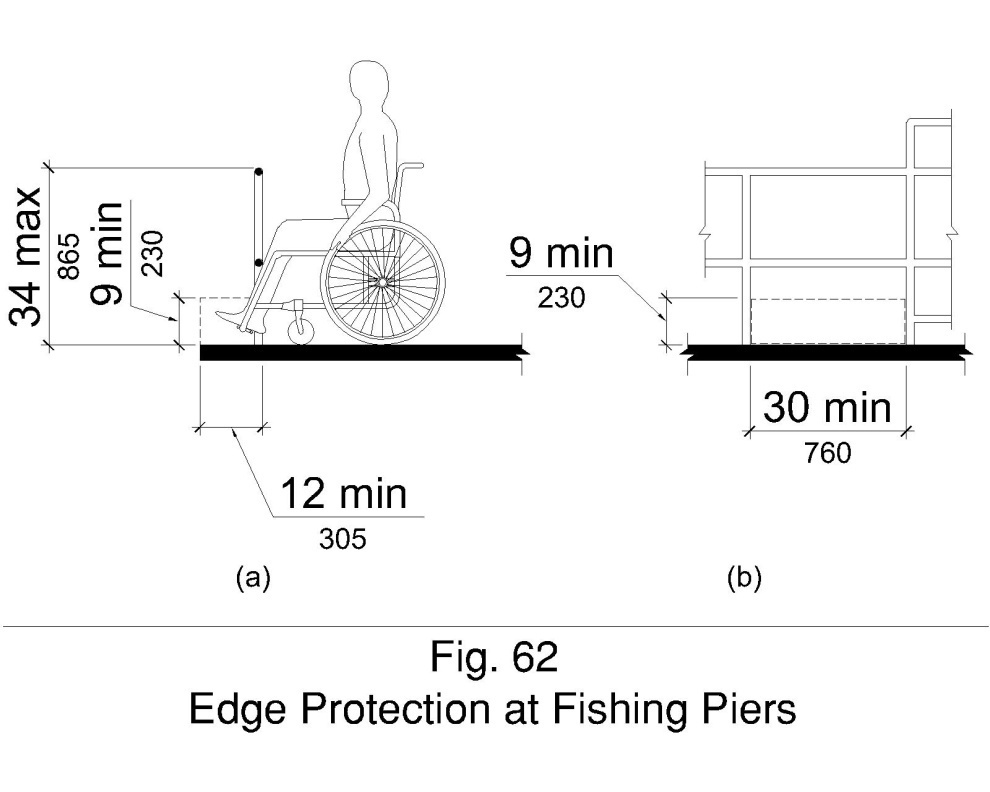 34 max
865
9 min
230
12 min
305
(a)
9 min
230
30 min
760
(b)
Fig. 62
Edge Protection at Fishing Piers